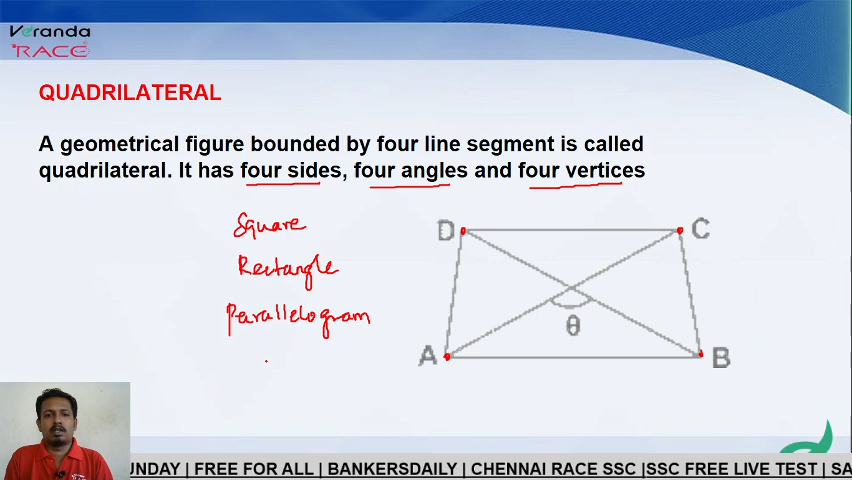 Veranda
RACE
QUADRILATERAL
A geometrical figure bounded by four line segment is called
quadrilateral. It has four sides, four angles and four vertices
Square
Rectangle
Parallelogram
D
C
θ
A
B
UNDAY | FREE FOR ALL | BANKERSDAILY | CHENNAI RACE SSC |SSC FREE LIVE TEST | SA